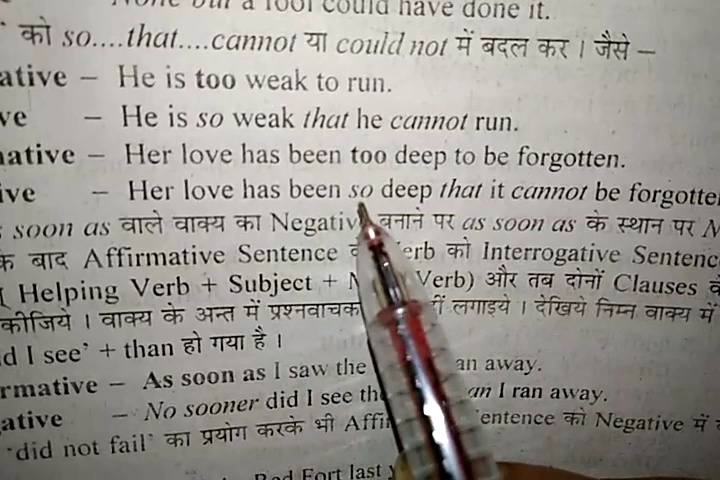 None but a fool could have done it.
को so....that....cannot या could not में बदल कर । जैसे –
ative – He is too weak to run.
ve – He is so weak that he cannot run.
ative – Her love has been too deep to be forgotten.
ive – Her love has been so deep that it cannot be forgotte
soon as वाले वाक्य का Negativ बनाने पर as soon as के स्थान पर N
के बाद Affirmative Sentence erb को Interrogative Sentenc
( Helping Verb + Subject + Verb) और तब दोनों Clauses
कीजिये । वाक्य के अन्त में प्रश्नवाचक लगाइये । देखिये निम्न वाक्य में
d I see' + than हो गया है ।
rmative – As soon as I saw the an away.
ative – No sooner did I see th an I ran away.
'did not fail' का प्रयोग करके भी Affi entence को Negative में
Red Fort last